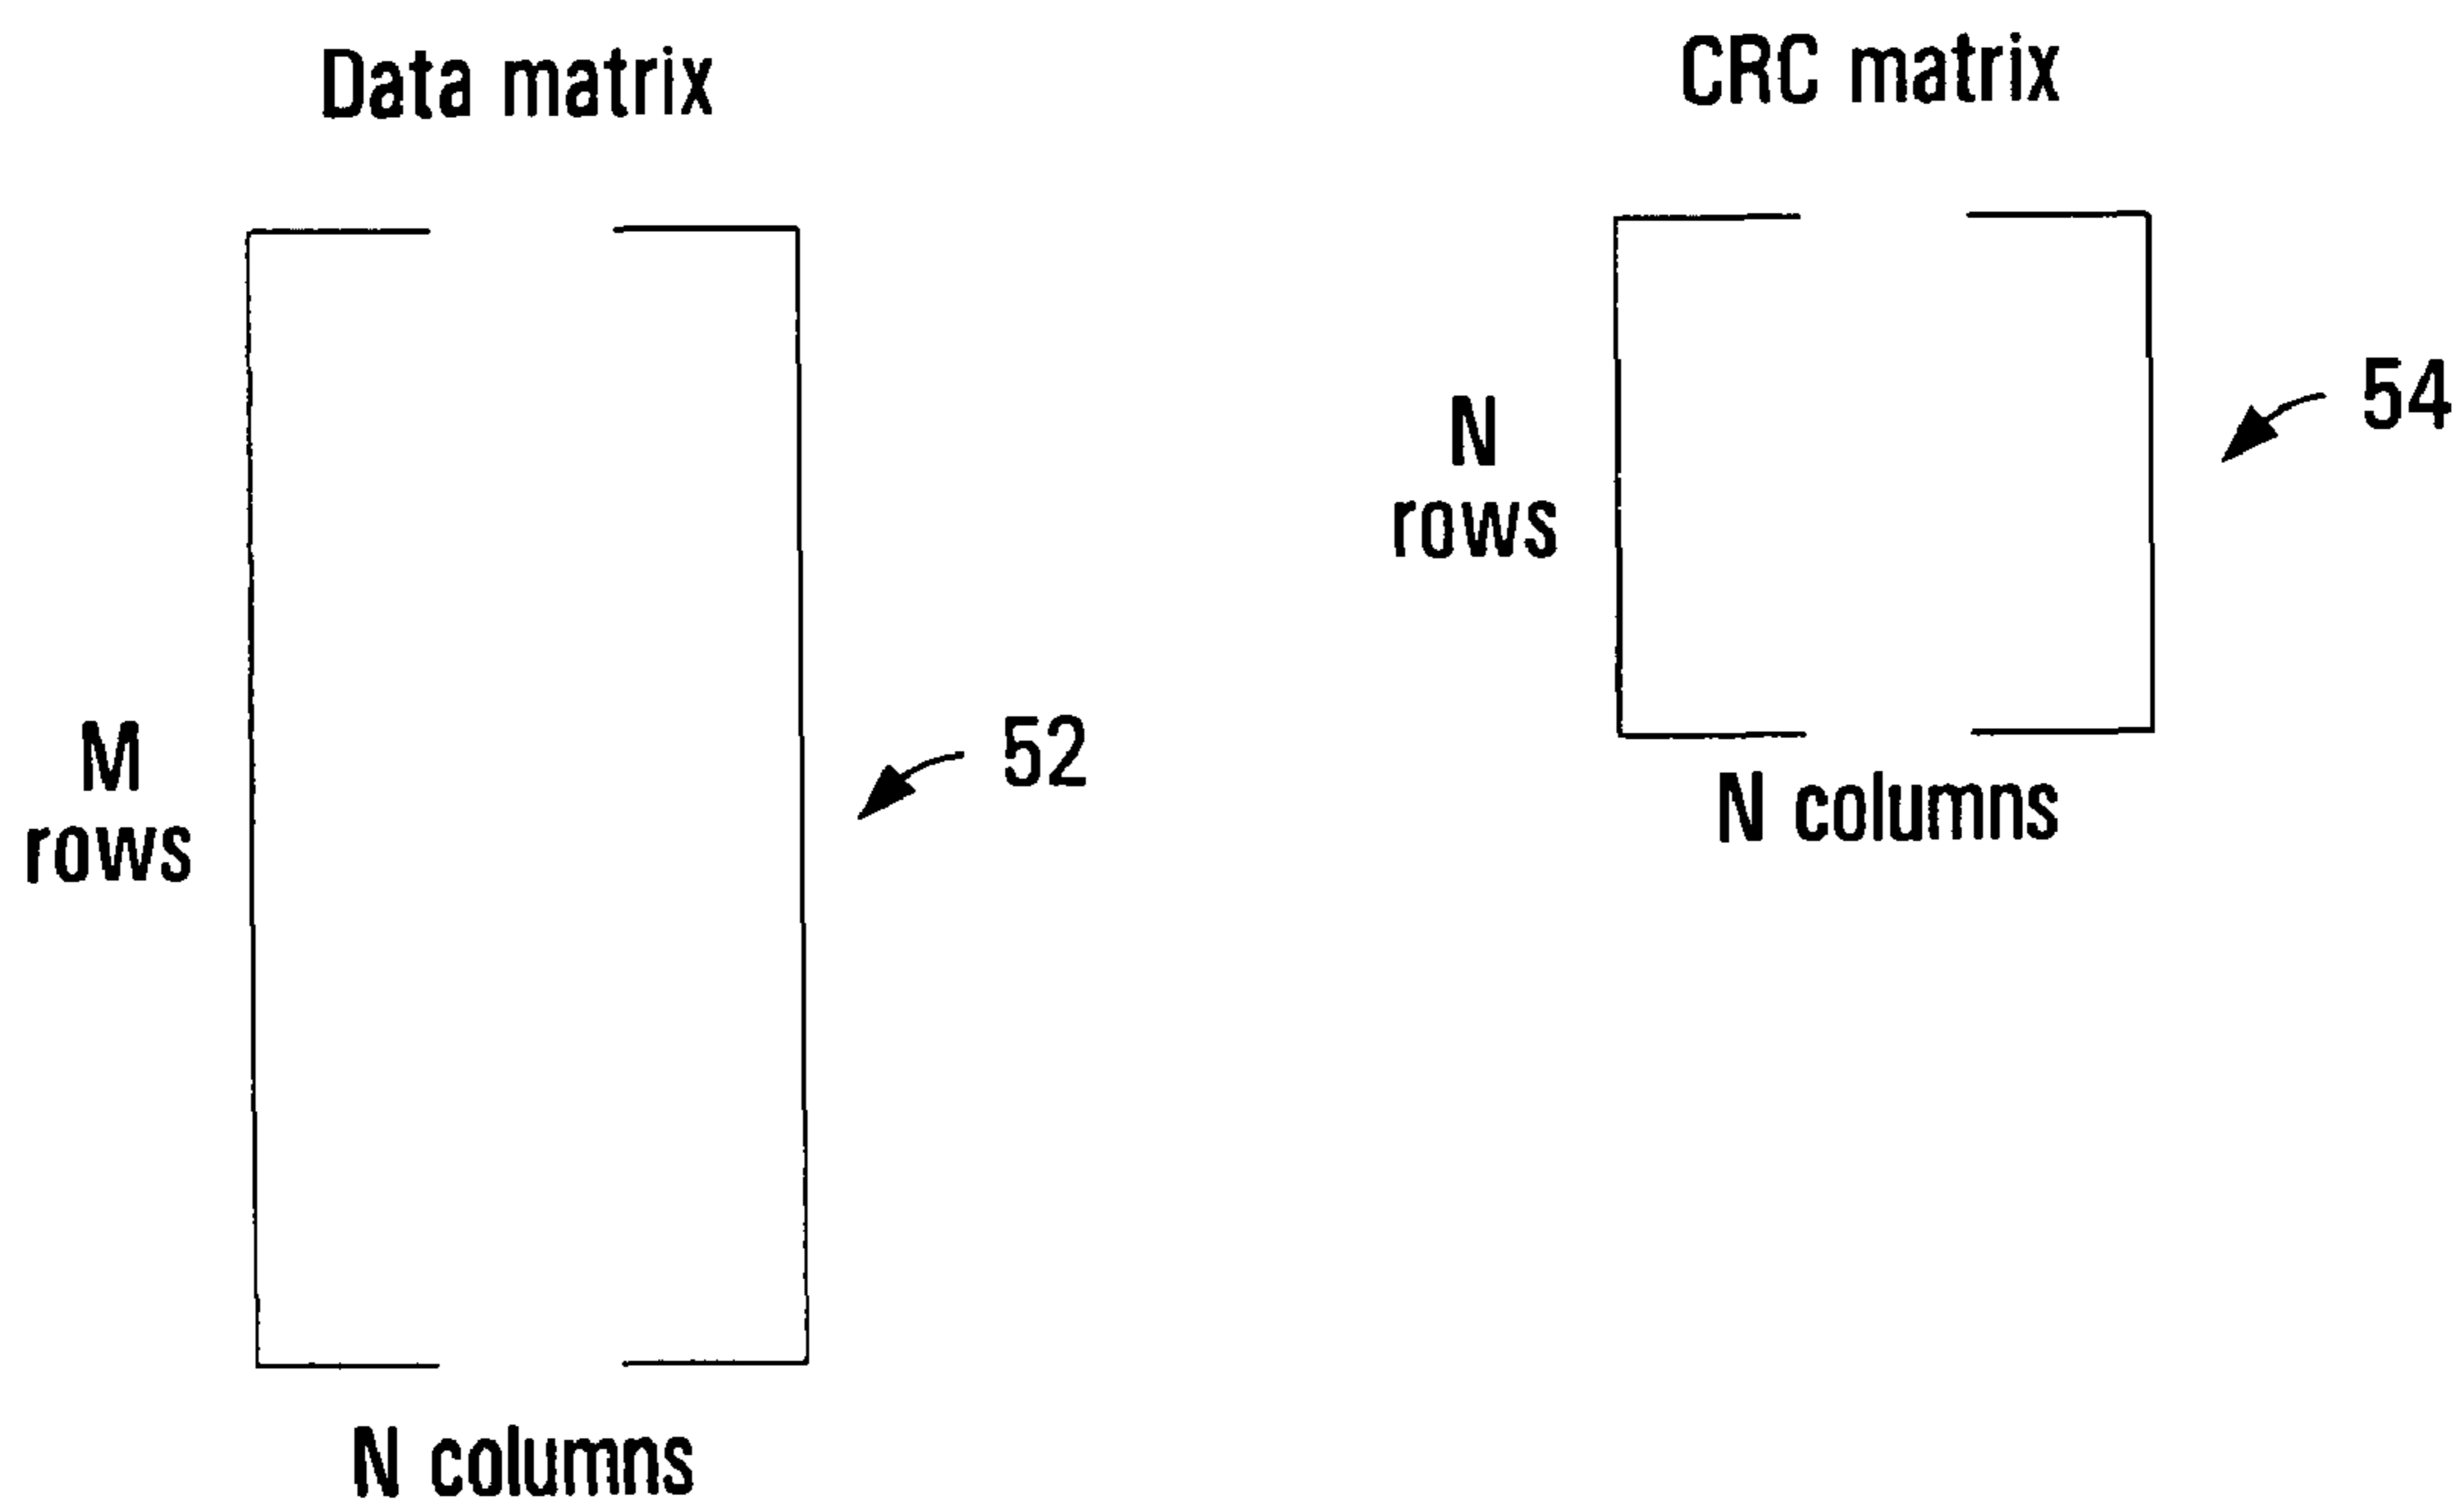 Data matrix
M
rows
52
N columns
CRC matrix
N
rows
54
N columns